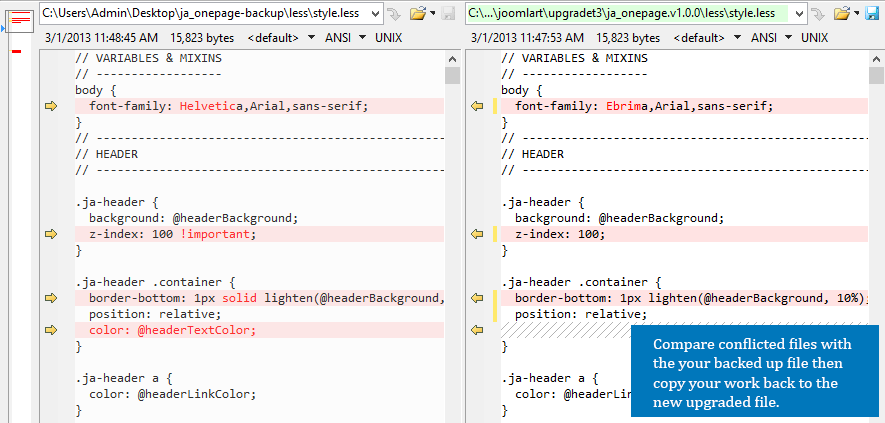 C:\Users\Admin\Desktop\ja_onepage-backup\less\style.less
3/1/2013 11:48:45 AM 15,823 bytes <default> ANSI UNIX
// VARIABLES & MIXINS
// ------------------
body {
font-family: Helvetica,Arial,sans-serif;
}
// --------------------------------------------------
// HEADER
// --------------------------------------------------
.ja-header {
background: @headerBackground;
z-index: 100 !important;
}
.ja-header .container {
border-bottom: 1px solid lighten(@headerBackground,
position: relative;
color: @headerTextColor;
}
.ja-header a {
color: @headerLinkColor;
}
C:\...\joomlart\upgradet3\ja_onepage.v1.0.0\less\style.less
3/1/2013 11:47:53 AM 15,823 bytes <default> ANSI UNIX
// VARIABLES & MIXINS
// ------------------
body {
font-family: Ebrima,Arial,sans-serif;
}
// --------------------------------------------------
// HEADER
// --------------------------------------------------
.ja-header {
background: @headerBackground;
z-index: 100;
}
.ja-header .container {
border-bottom: 1px lighten(@headerBackground, 10%);
position: relative;
}
.ja-header a {
color: @headerLin
}
Compare conflicted files with
the your backed up file then
copy your work back to the
new upgraded file.